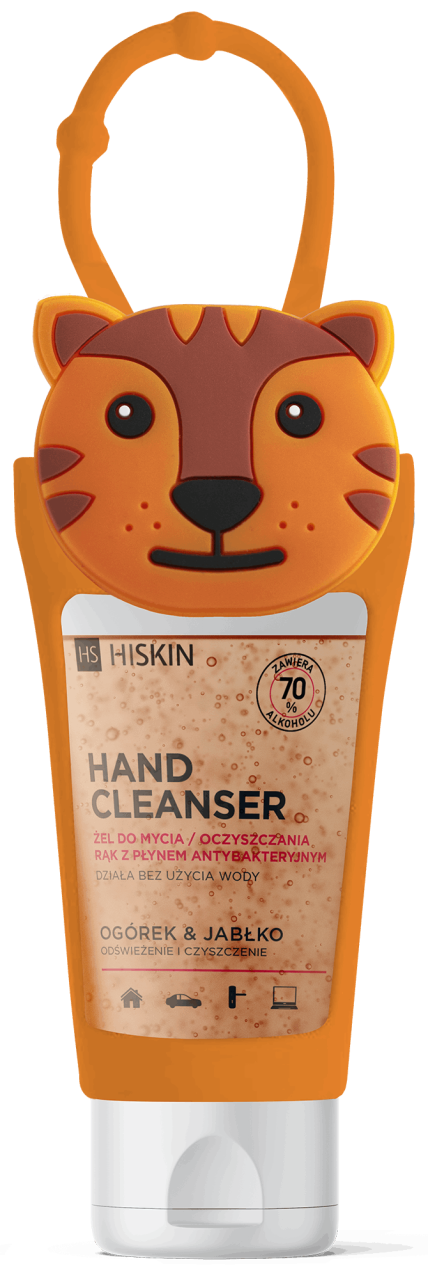 HS HISKIN
ZAWIERA
70
%
ALKOHOLU
HAND
CLEANSER
ŻEL DO MYCIA / OCZYSZCZANIA
RĄK Z PŁYNEM ANTYBAKTERYJNYM
DZIAŁA BEZ UŻYCIA WODY
OGÓREK & JABŁKO
ODŚWIEŻENIE I CZYSZCZENIE